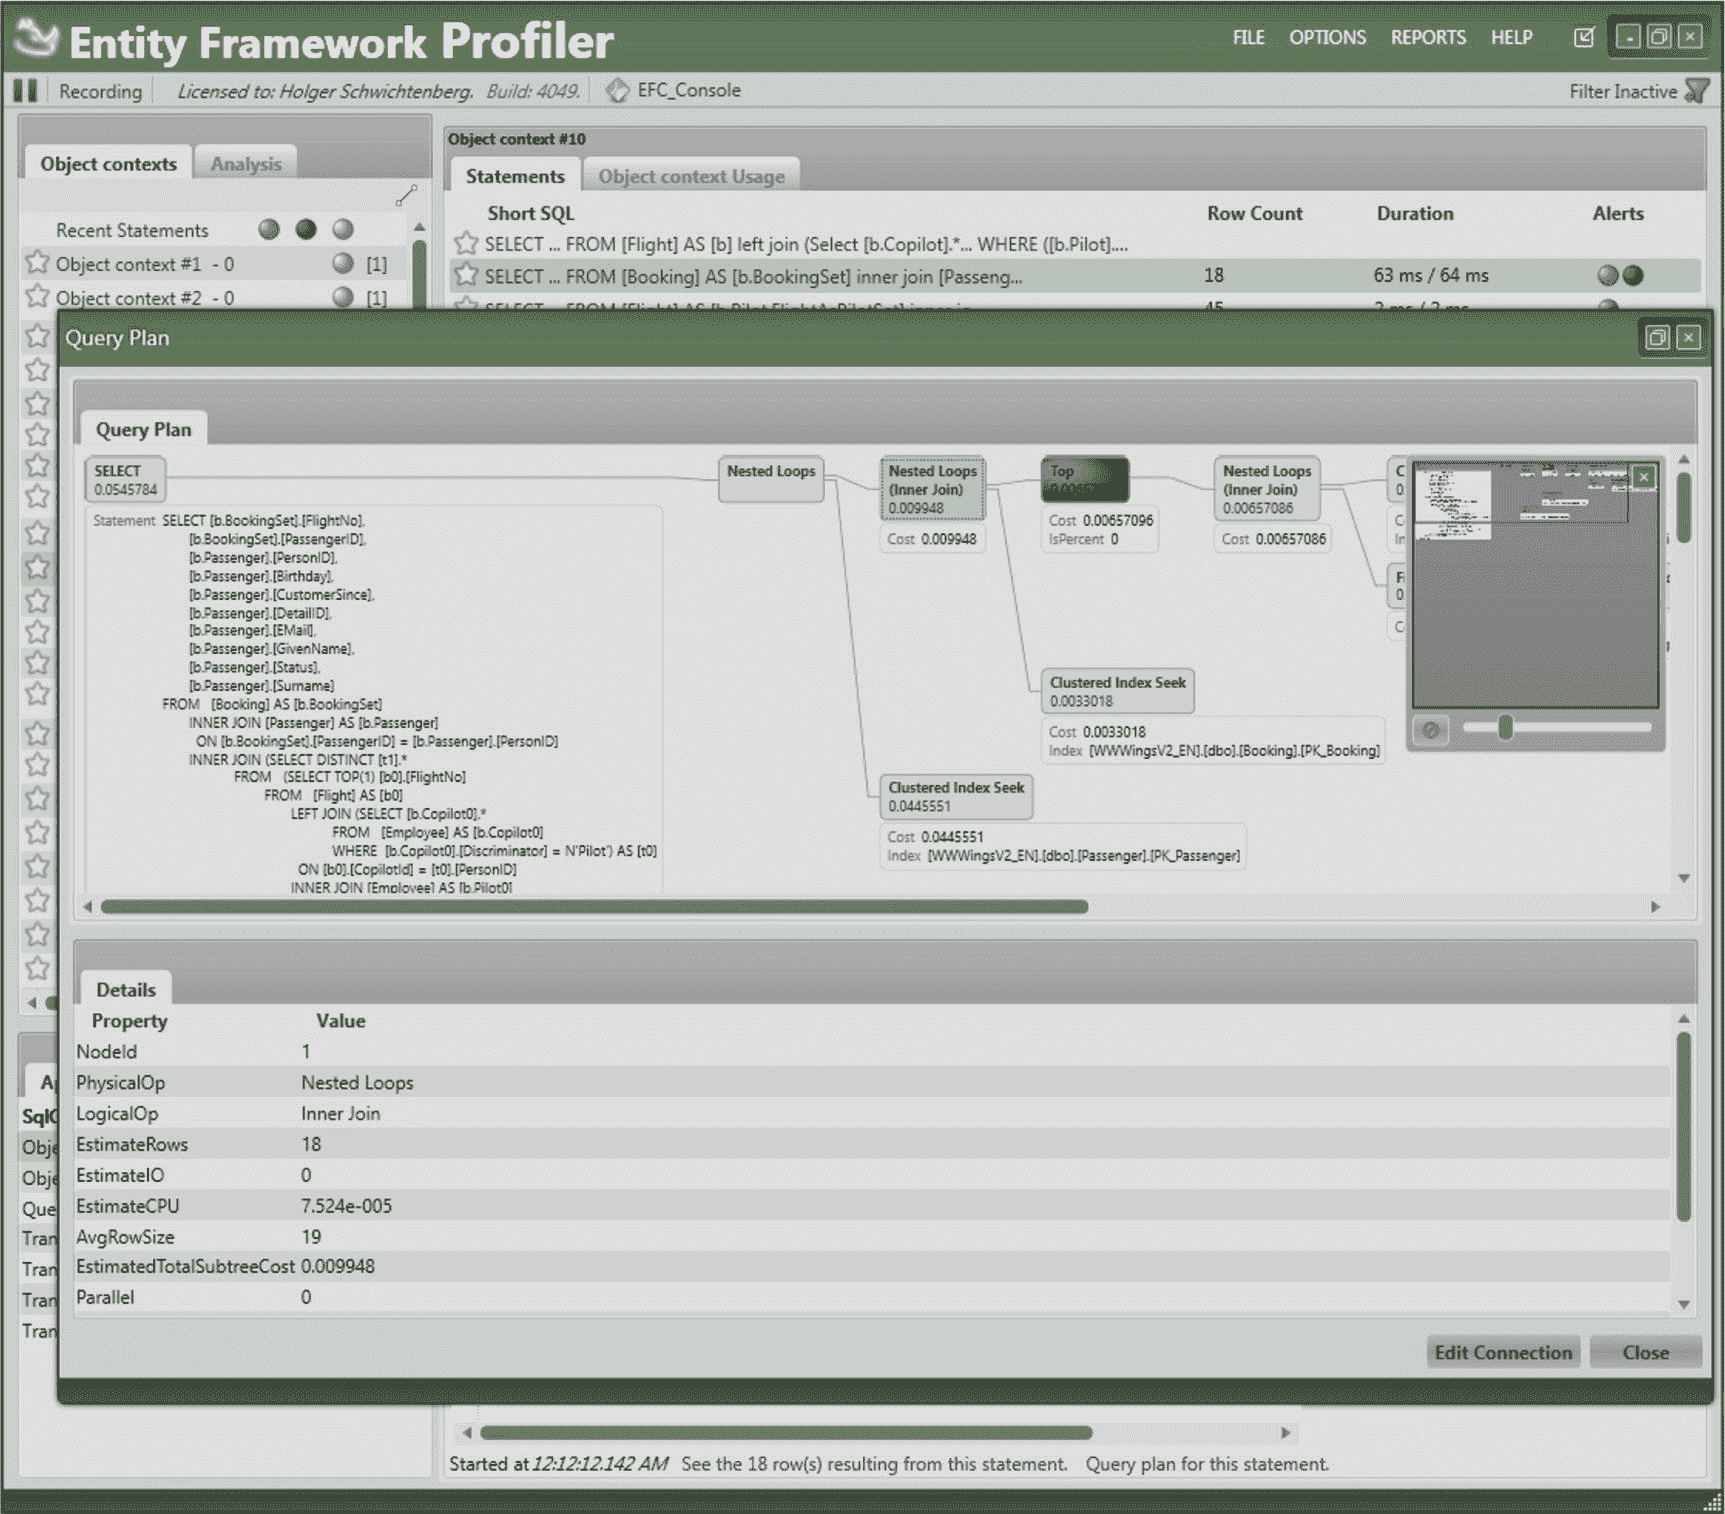 Entity Framework Profiler
FILE OPTIONS REPORTS HELP
Recording Licensed to: Holger Schwichtenberg. Build: 4049. EFC_Console Filter Inactive
Object contexts Analysis
Recent Statements
Object context #1 - 0 [1]
Object context #2 - 0 [1]
Object context #10
Statements Object context Usage
Short SQL Row Count Duration Alerts
SELECT ... FROM [Flight] AS [b] left join (Select [b.Copilot].*... WHERE ([b.Pilot]....
SELECT ... FROM [Booking] AS [b.BookingSet] inner join [Passeng... 18 63 ms / 64 ms
Query Plan
Query Plan
SELECT
0.0545784
Statement SELECT [b.BookingSet].[FlightNo],
[b.BookingSet].[PassengerID],
[b.Passenger].[PersonID],
[b.Passenger].[Birthday],
[b.Passenger].[CustomerSince],
[b.Passenger].[DetailID],
[b.Passenger].[EMail],
[b.Passenger].[GivenName],
[b.Passenger].[Status],
[b.Passenger].[Surname]
FROM [Booking] AS [b.BookingSet]
INNER JOIN [Passenger] AS [b.Passenger]
ON [b.BookingSet].[PassengerID] = [b.Passenger].[PersonID]
INNER JOIN (SELECT DISTINCT [t1].*
FROM (SELECT TOP(1) [b0].[FlightNo]
FROM [Flight] AS [b0]
LEFT JOIN (SELECT [b.Copilot0].*
FROM [Employee] AS [b.Copilot0]
WHERE [b.Copilot0].[Discriminator] = N'Pilot') AS [t0]
ON [b0].[CopilotId] = [t0].[PersonID]
INNER JOIN [Employee] AS [b.Pilot0]
Nested Loops
Nested Loops
(Inner Join)
0.009948
Cost 0.009948
Top
Cost 0.00657096
IsPercent 0
Nested Loops
(Inner Join)
0.00657086
Cost 0.00657086
Clustered Index Seek
0.0033018
Cost 0.0033018
Index [WWWingsV2_EN].[dbo].[Booking].[PK_Booking]
Clustered Index Seek
0.0445551
Cost 0.0445551
Index [WWWingsV2_EN].[dbo].[Passenger].[PK_Passenger]
Details
Property Value
NodeId 1
PhysicalOp Nested Loops
LogicalOp Inner Join
EstimateRows 18
EstimateIO 0
EstimateCPU 7.524e-005
AvgRowSize 19
EstimatedTotalSubtreeCost 0.009948
Parallel 0
Edit Connection Close
Started at 12:12:12.142 AM See the 18 row(s) resulting from this statement. Query plan for this statement.